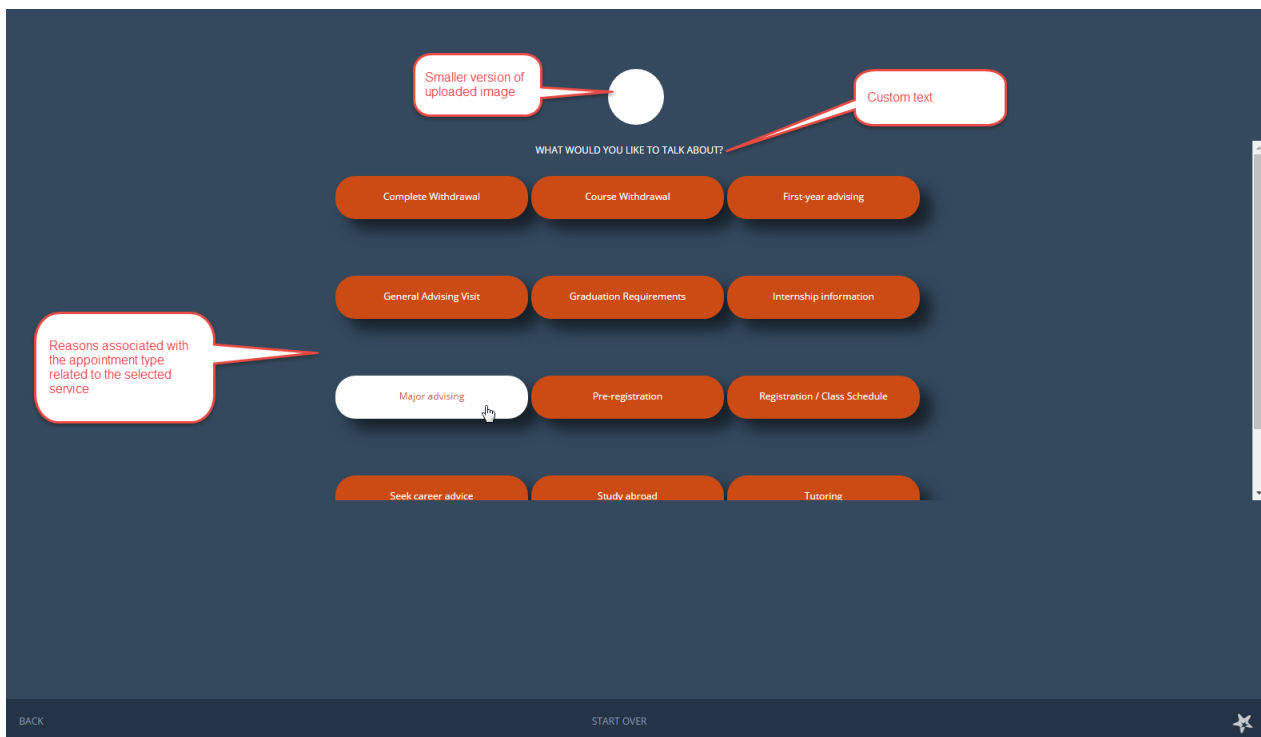 Smaller version of
uploaded image
Custom text
WHAT WOULD YOU LIKE TO TALK ABOUT?
Complete Withdrawal
Course Withdrawal
First-year advising
General Advising Visit
Graduation Requirements
Internship information
Reasons associated with
the appointment type
related to the selected
service
Major advising
Pre-registration
Registration / Class Schedule
Seek career advice
Study abroad
Tutoring
BACK
START OVER